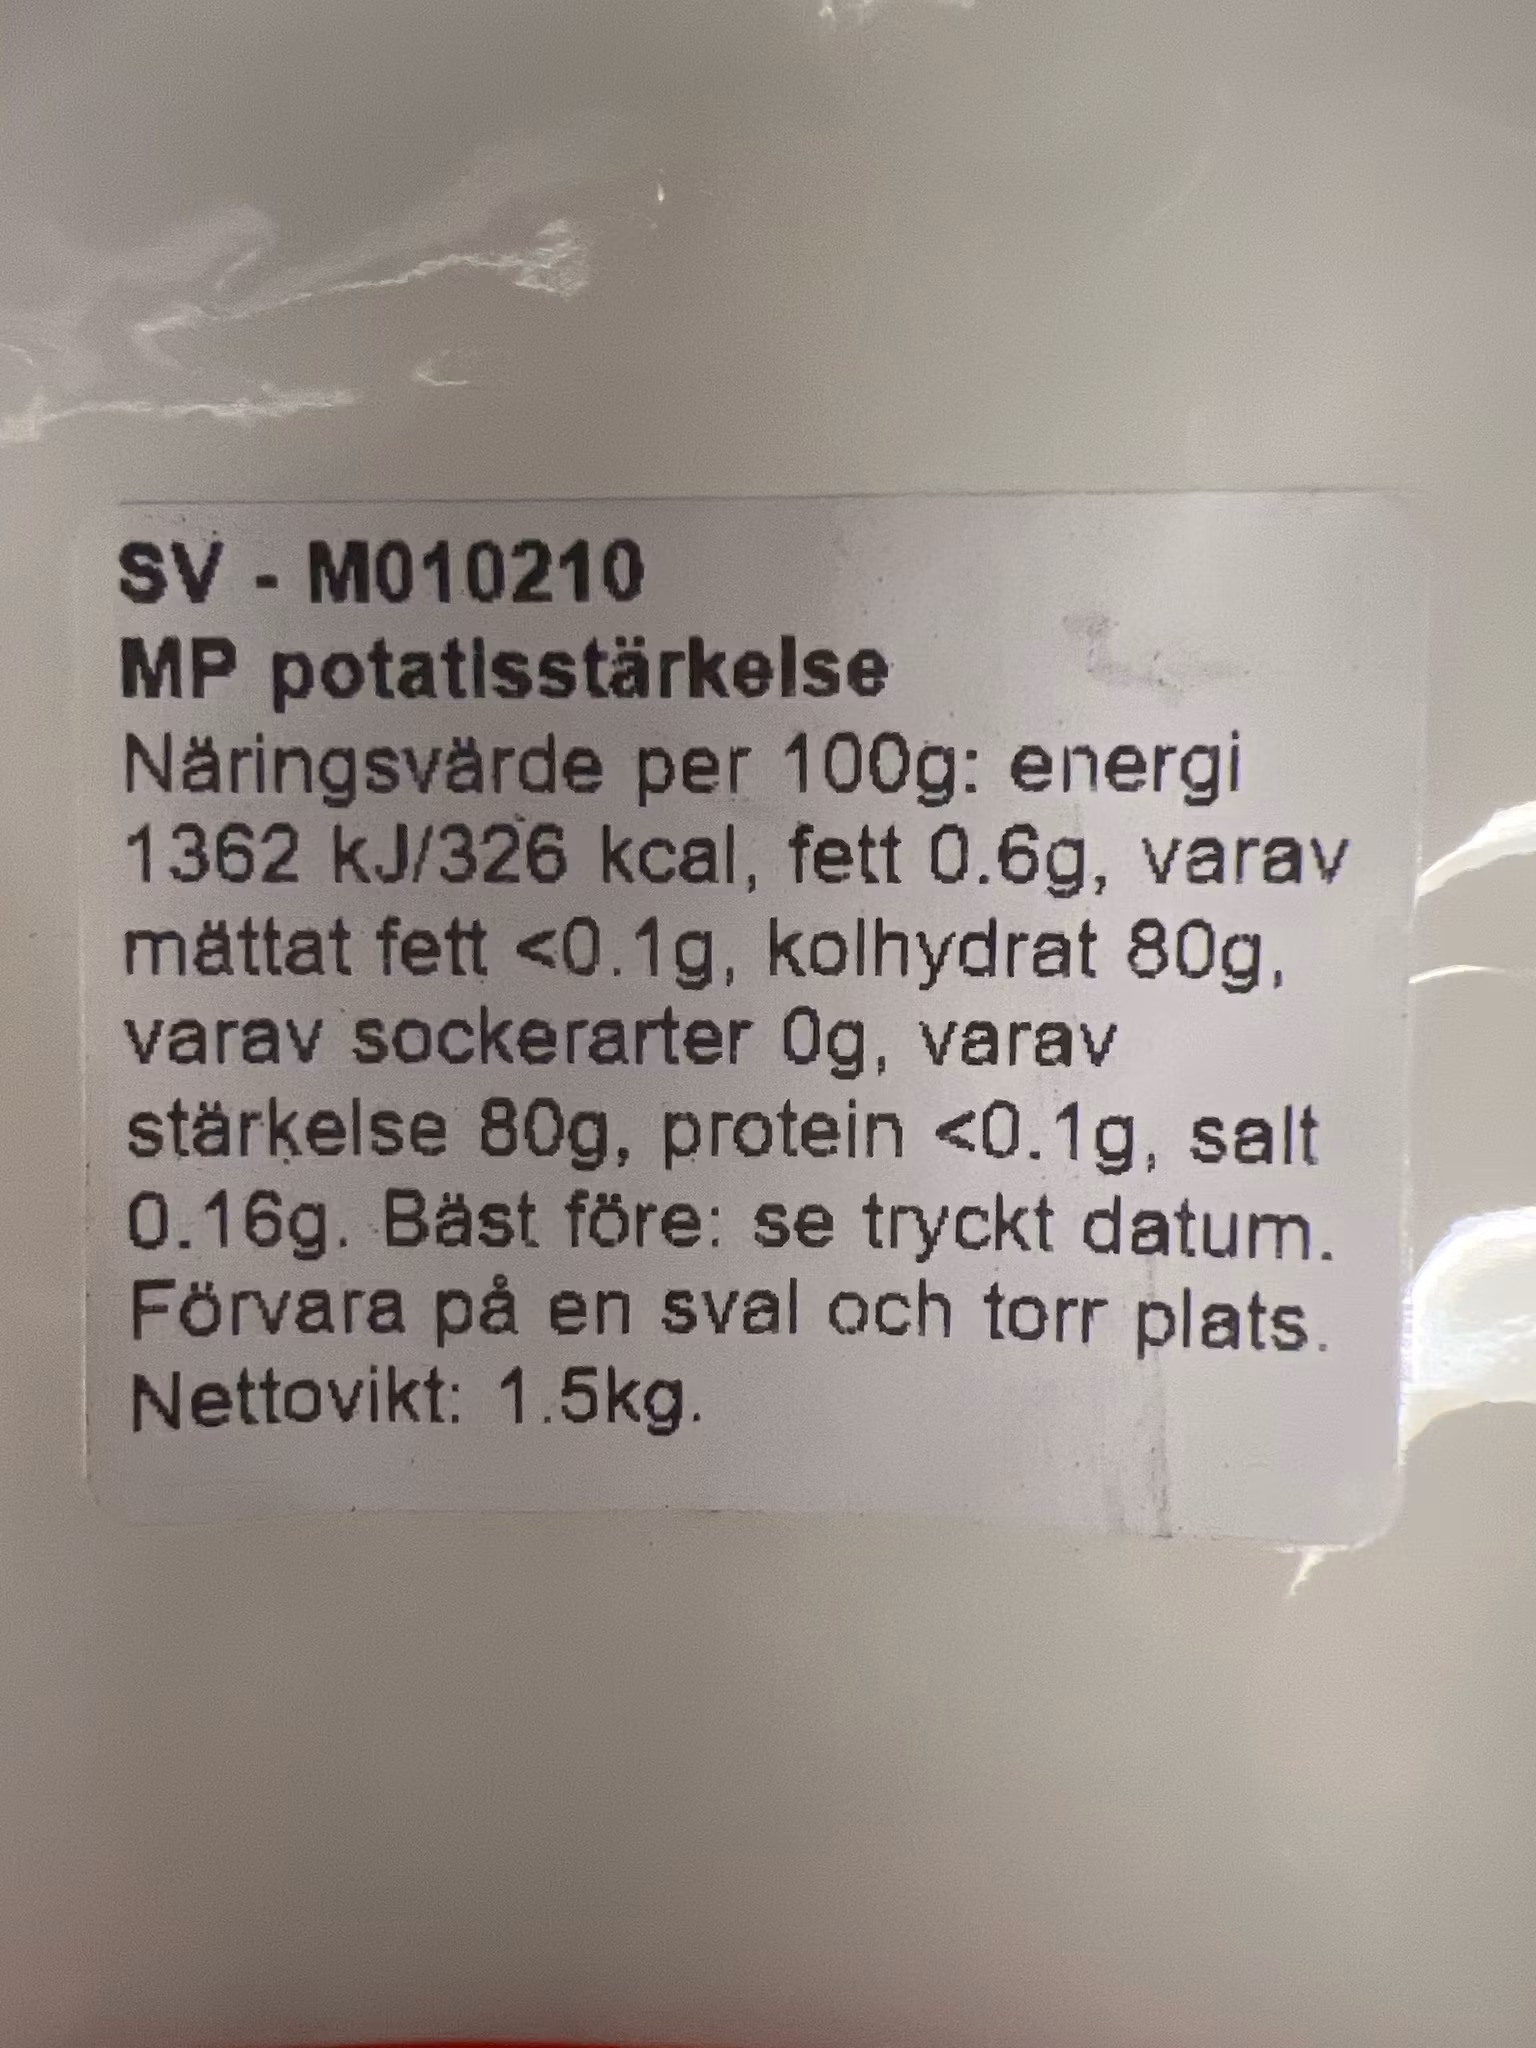 SV - M010210
MP potatisstärkelse
Näringsvärde per 100g: energi
1362 kJ/326 kcal, fett 0.6g, varav
mättat fett <0.1g, kolhydrat 80g,
varav sockerarter 0g, varav
stärkelse 80g, protein <0.1g, salt
0.16g. Bäst före: se tryckt datum.
Förvara på en sval och torr plats.
Nettovikt: 1.5kg.